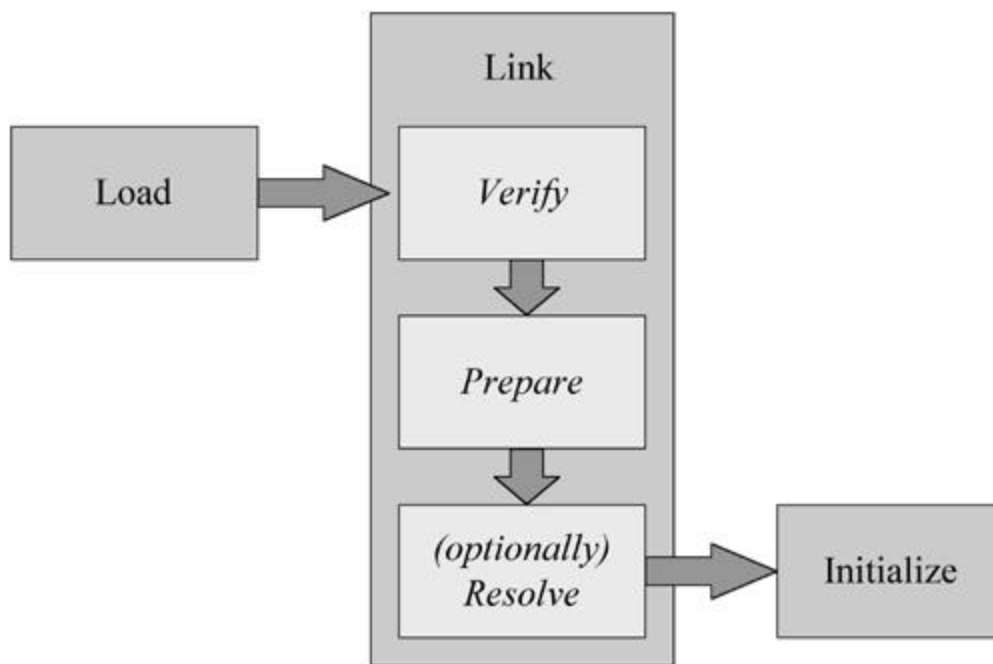 Link
Load
Verify
Prepare
(optionally)
Resolve
Initialize